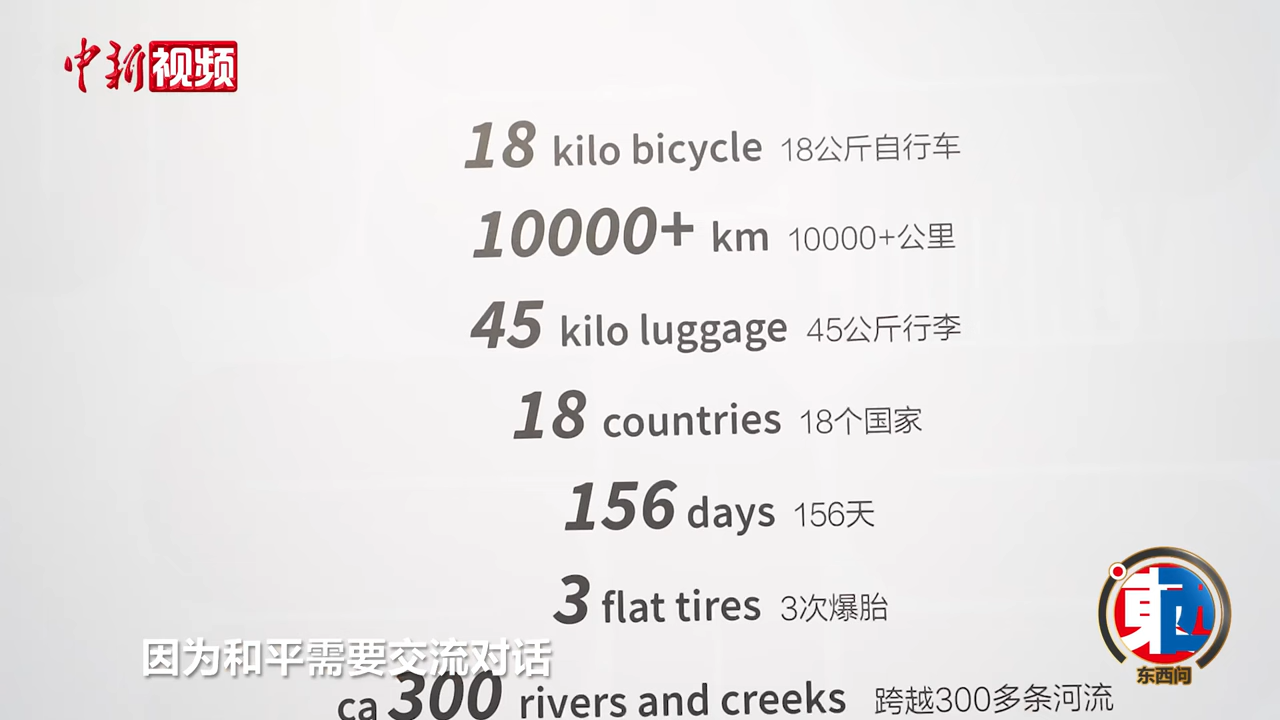 中新视频
18 kilo bicycle 18公斤自行车
10000+ km 10000+公里
45 kilo luggage 45公斤行李
18 countries 18个国家
156 days 156天
3 flat tires 3次爆胎
因为和平需要交流对话
ca 300 rivers and creeks 跨越300多条河流
東西
东西问